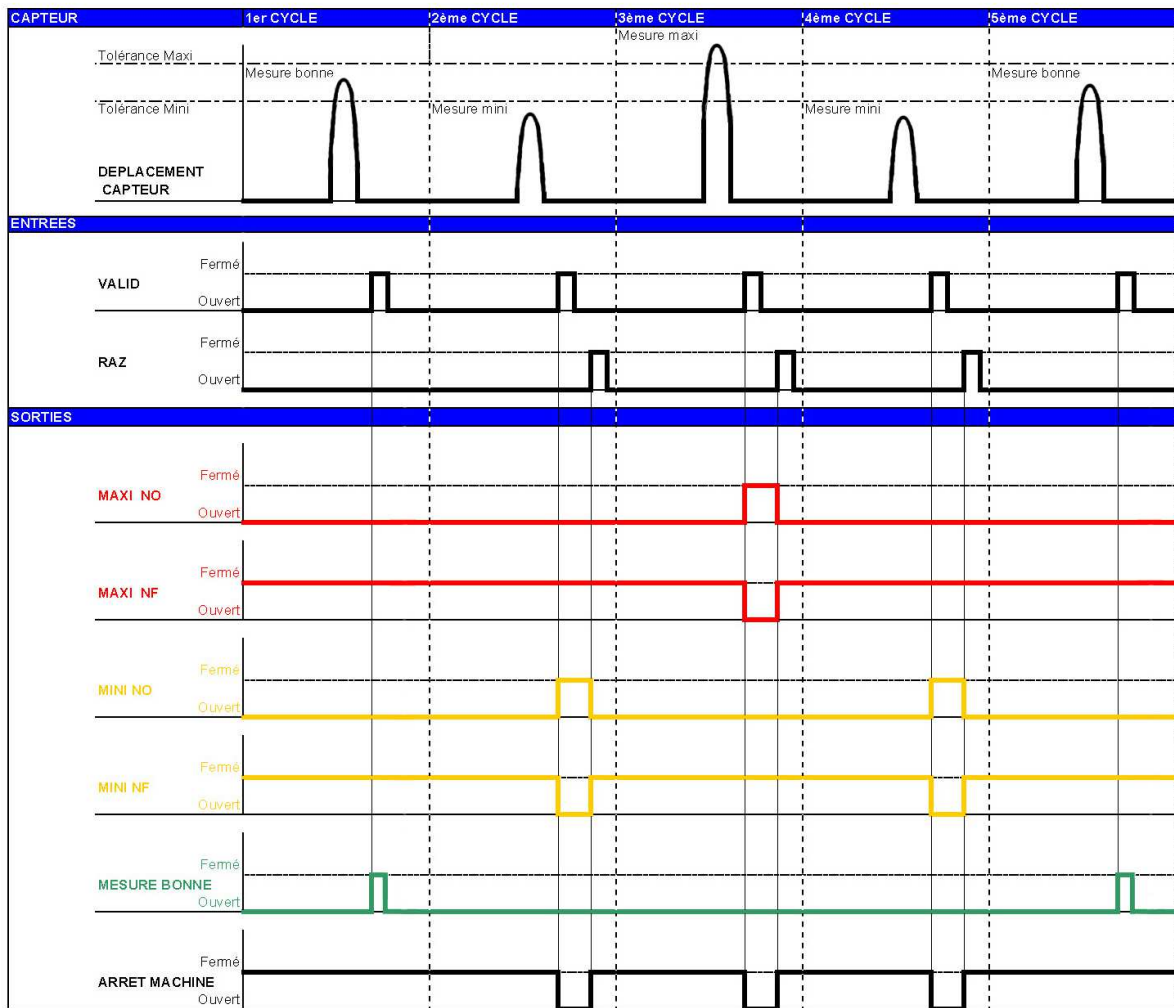 CAPTEUR 1er CYCLE 2ème CYCLE 3ème CYCLE 4ème CYCLE 5ème CYCLE
Mesure maxi
Tolérance Maxi
Mesure bonne Mesure bonne
Tolérance Mini Mesure mini Mesure mini
DEPLACEMENT
CAPTEUR
ENTREES
Fermé
VALID
Ouvert
Fermé
RAZ
Ouvert
SORTIES
Fermé
MAXI NO
Ouvert
Fermé
MAXI NF
Ouvert
Fermé
MINI NO
Ouvert
Fermé
MINI NF
Ouvert
Fermé
MESURE BONNE
Ouvert
Fermé
ARRET MACHINE
Ouvert